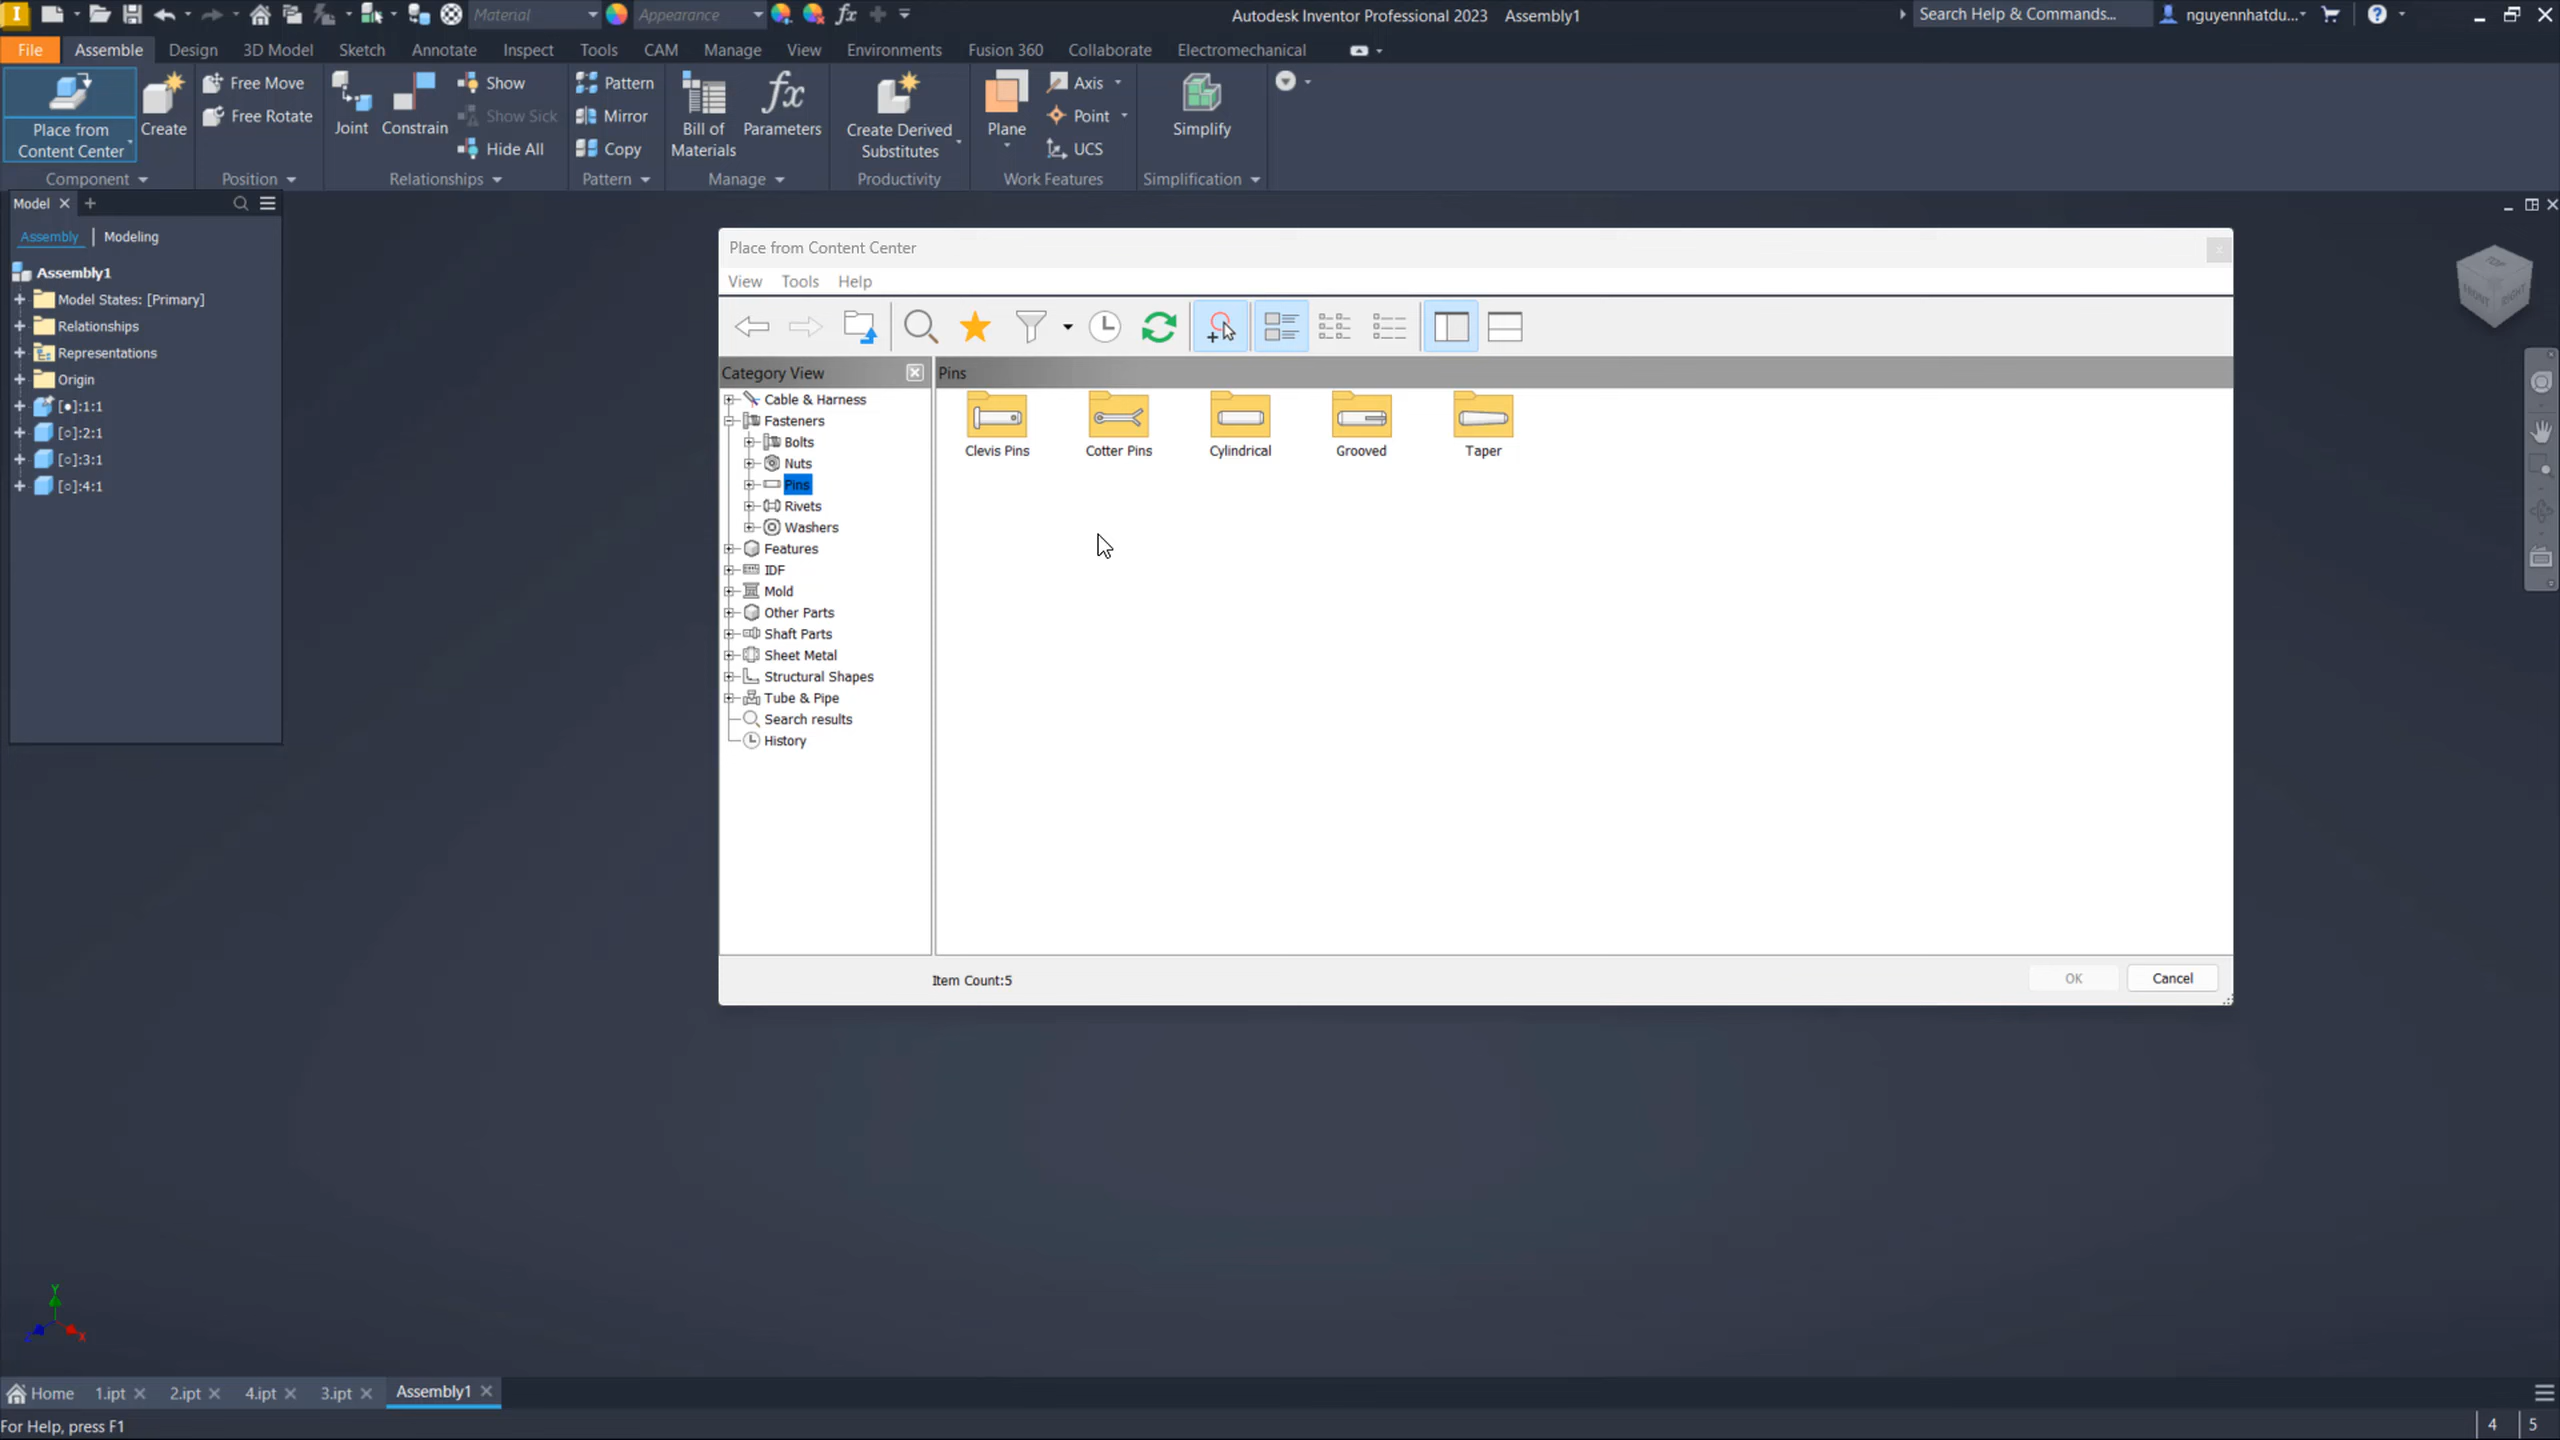 Material
Appearance
Autodesk Inventor Professional 2023 Assembly1
Search Help & Commands...
nguyennhatdu...
File Assemble Design 3D Model Sketch Annotate Inspect Tools CAM Manage View Environments Fusion 360 Collaborate Electromechanical
Place from
Content Center
Create
Free Move
Free Rotate
Joint
Constrain
Show
Show Sick
Hide All
Pattern
Mirror
Copy
Bill of
Materials
Parameters
Create Derived
Substitutes
Plane
Axis
Point
UCS
Simplify
Component Position Relationships Pattern Manage Productivity Work Features Simplification
Model
Assembly | Modeling
Assembly1
Model States: [Primary]
Relationships
Representations
Origin
[●]:1:1
[○]:2:1
[○]:3:1
[○]:4:1
Place from Content Center
View Tools Help
Category View
Cable & Harness
Fasteners
Bolts
Nuts
Pins
Rivets
Washers
Features
IDF
Mold
Other Parts
Shaft Parts
Sheet Metal
Structural Shapes
Tube & Pipe
Search results
History
Pins
Clevis Pins Cotter Pins Cylindrical Grooved Taper
Item Count:5
OK Cancel
TOP
FRONT RIGHT
Y
X
Z
Home 1.ipt 2.ipt 4.ipt 3.ipt Assembly1
For Help, press F1
4 5